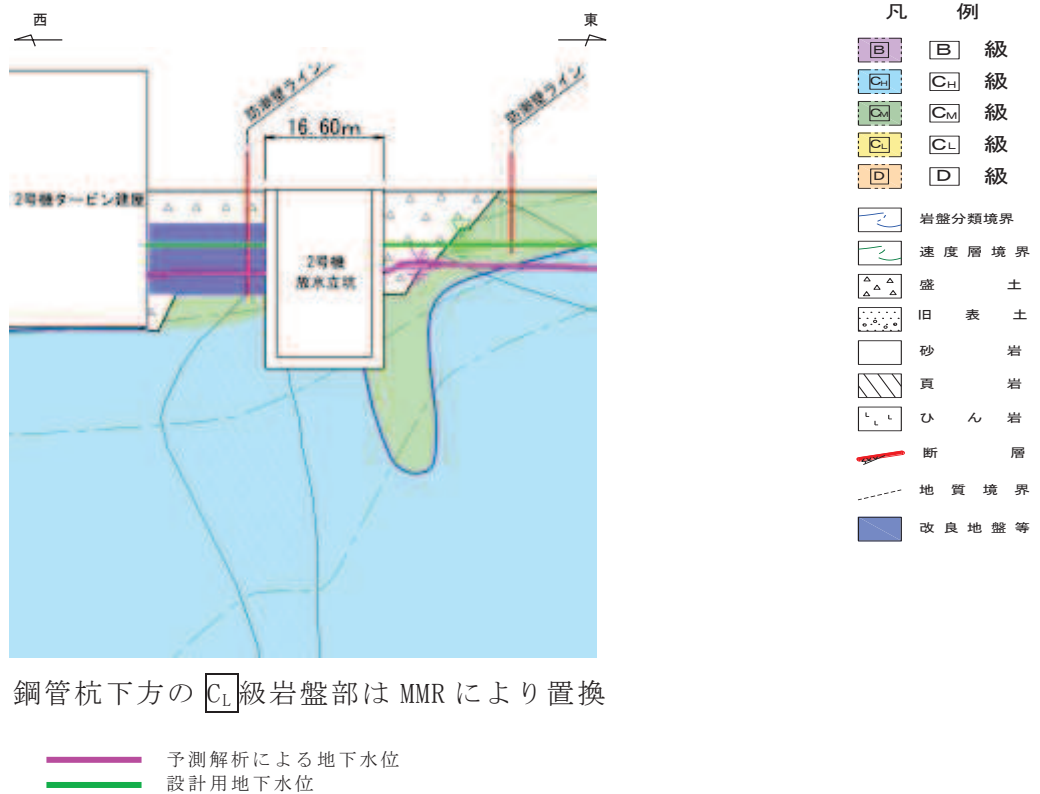 西
東
防潮壁ライン
防潮壁ライン
16.60m
2号機タービン建屋
2号機
放水立坑
鋼管杭下方の CL 級岩盤部は MMR により置換
予測解析による地下水位
設計用地下水位
凡 例
B B 級
CH CH 級
CM CM 級
CL CL 級
D D 級
岩盤分類境界
速度層境界
盛土
旧表土
砂岩
頁岩
ひん岩
断層
地質境界
改良地盤等